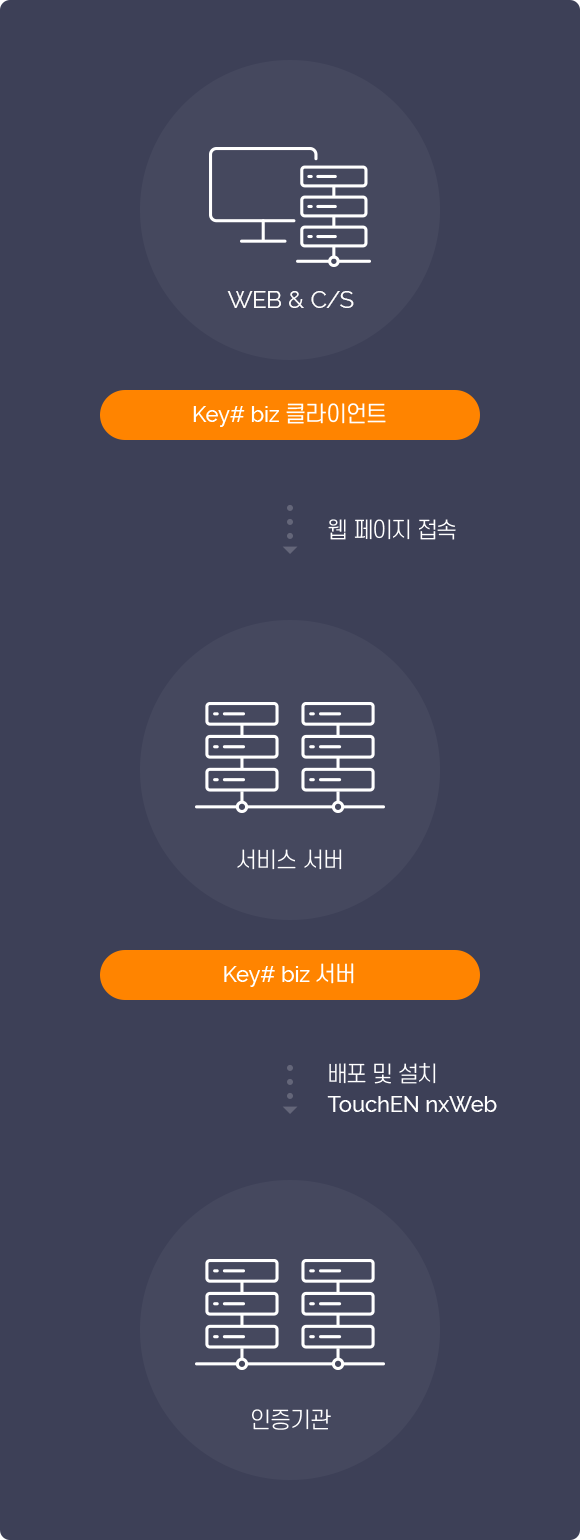 WEB & C/S
Key# biz 클라이언트
웹 페이지 접속
서비스 서버
Key# biz 서버
배포 및 설치
TouchEN nxWeb
인증기관